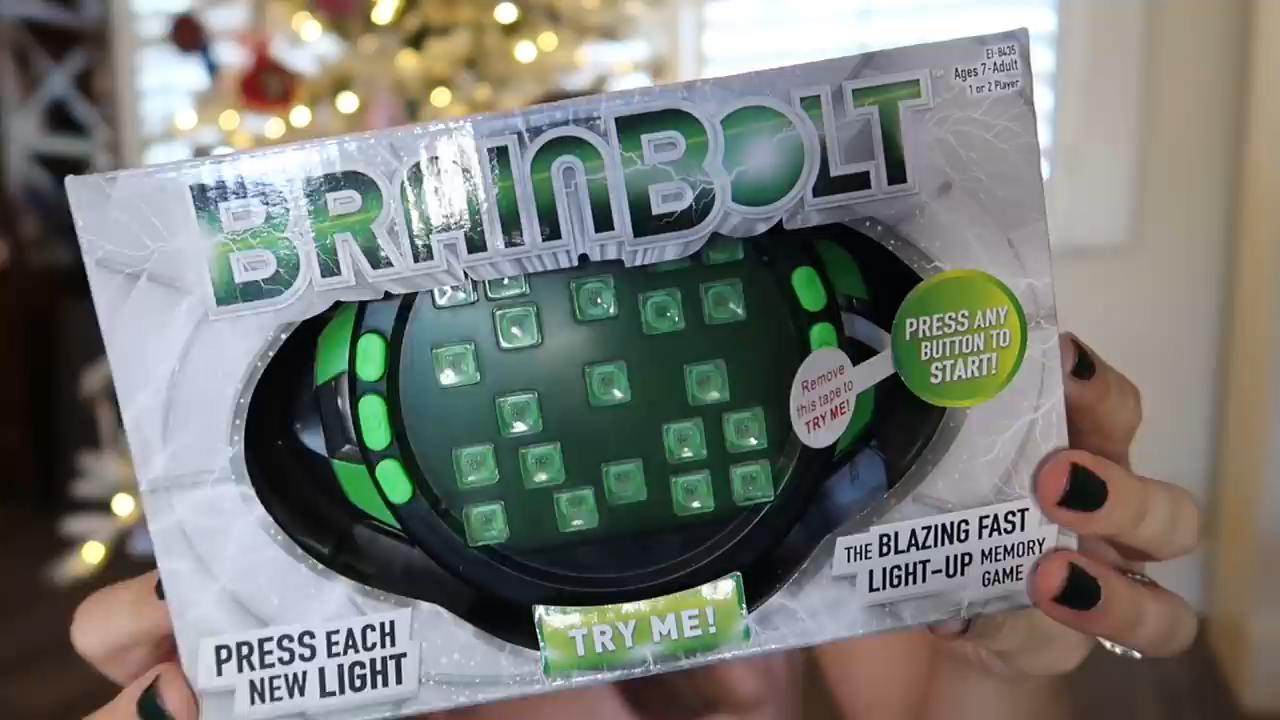 EI-8435
Ages 7-Adult
1 or 2 Player
BRAINBOLT™
PRESS ANY
BUTTON TO
START!
Remove
this tape to
TRY ME!
THE BLAZING FAST
LIGHT-UP MEMORY
GAME
TRY ME!
PRESS EACH
NEW LIGHT